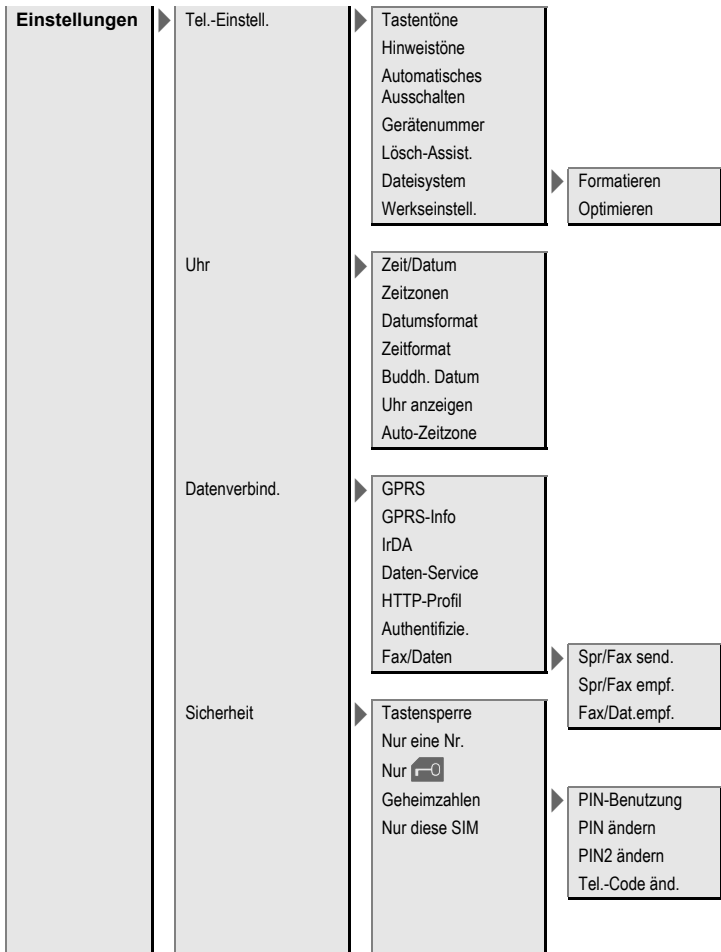 Einstellungen
Tel.-Einstell.
Tastentöne
Hinweistöne
Automatisches
Ausschalten
Gerätenummer
Lösch-Assist.
Dateisystem
Formatieren
Werkseinstell.
Optimieren
Uhr
Zeit/Datum
Zeitzonen
Datumsformat
Zeitformat
Buddh. Datum
Uhr anzeigen
Auto-Zeitzone
Datenverbind.
GPRS
GPRS-Info
IrDA
Daten-Service
HTTP-Profil
Authentifizie.
Fax/Daten
Spr/Fax send.
Spr/Fax empf.
Fax/Dat.empf.
Sicherheit
Tastensperre
Nur eine Nr.
Nur
Geheimzahlen
PIN-Benutzung
Nur diese SIM
PIN ändern
PIN2 ändern
Tel.-Code änd.